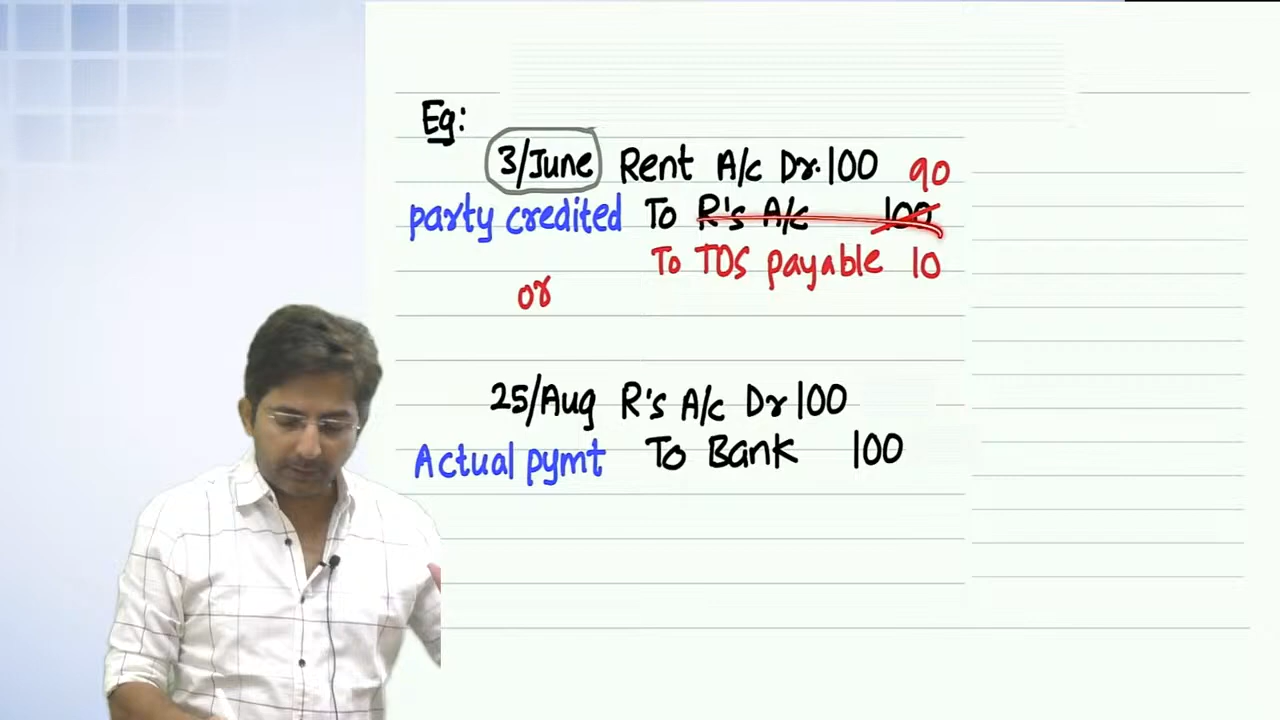 Eg:
3/June Rent A/c Dr. 100 90
party credited To R's A/c 100
To TDS payable 10
or
25/Aug R's A/c Dr 100
Actual pymt To Bank 100